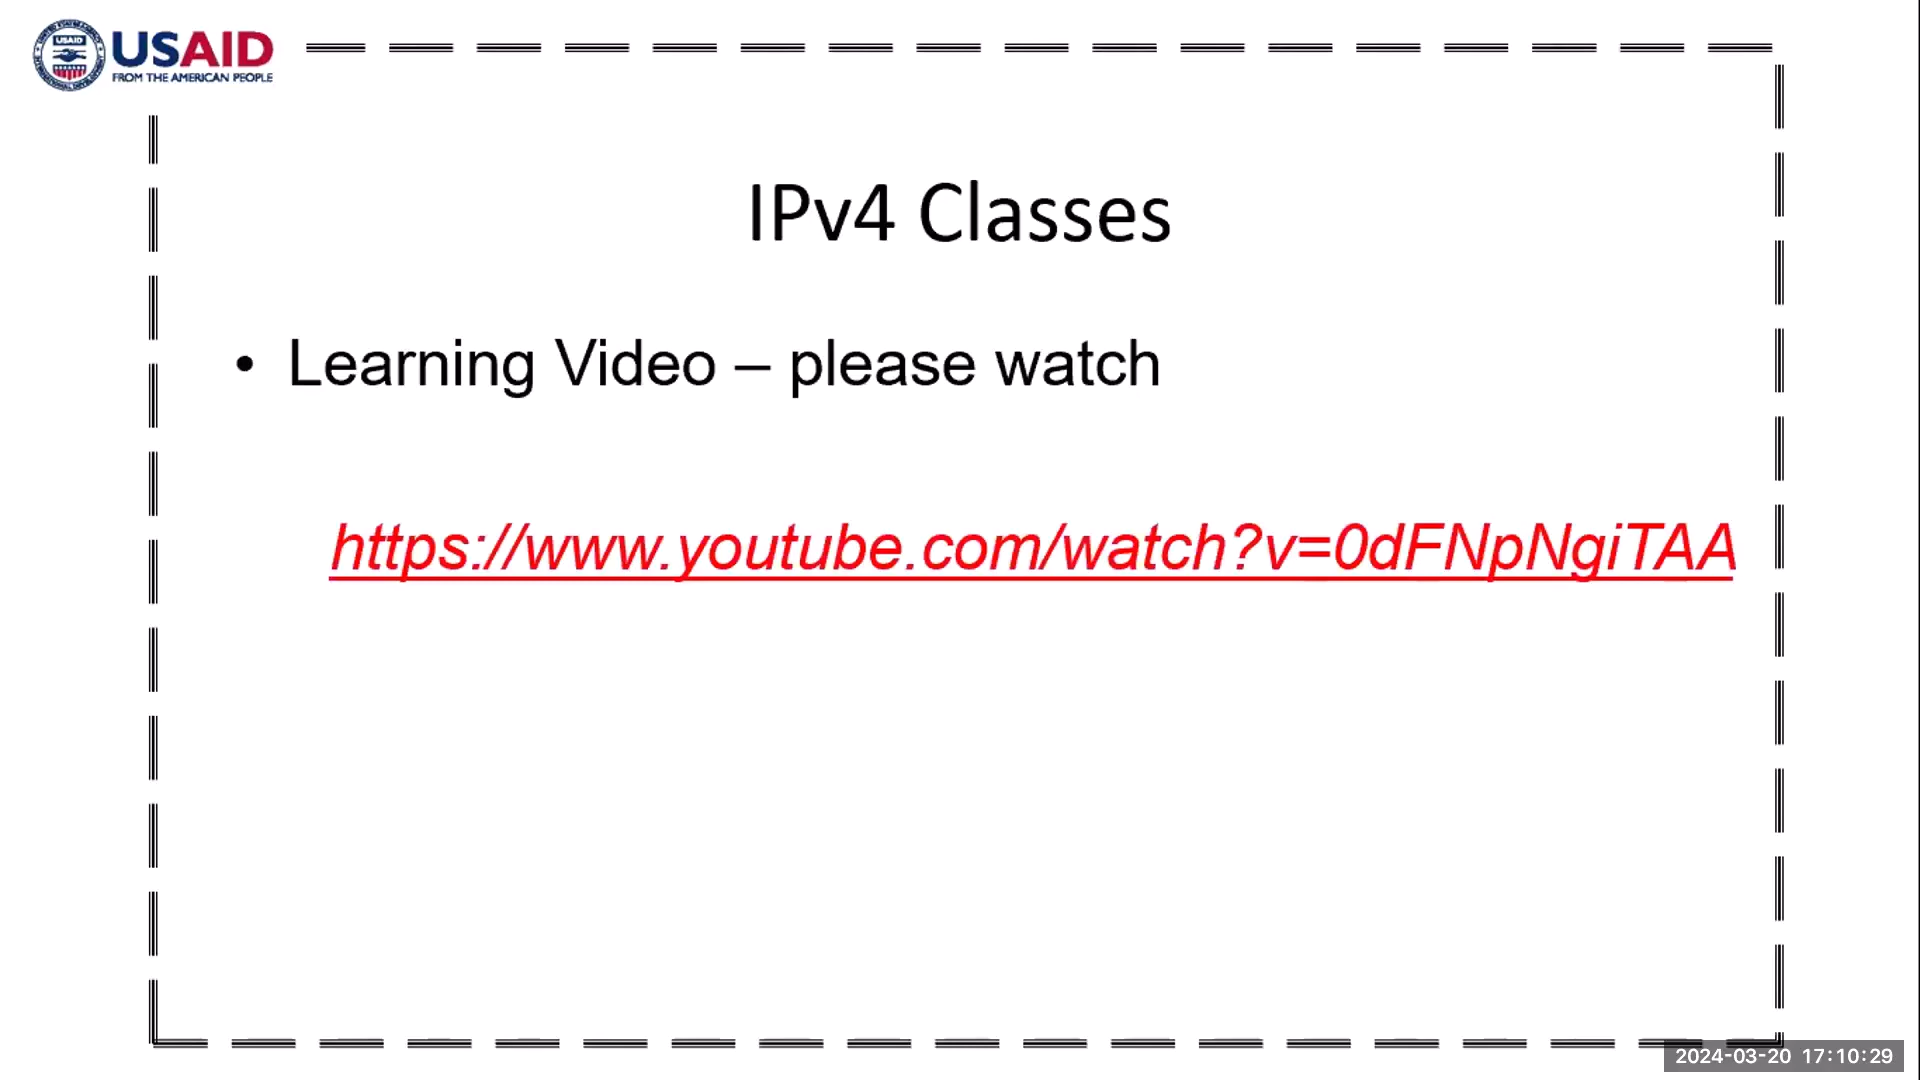 USAID
FROM THE AMERICAN PEOPLE
IPv4 Classes
• Learning Video – please watch
https://www.youtube.com/watch?v=0dFNpNgiTAA
2024-03-20 17:10:29